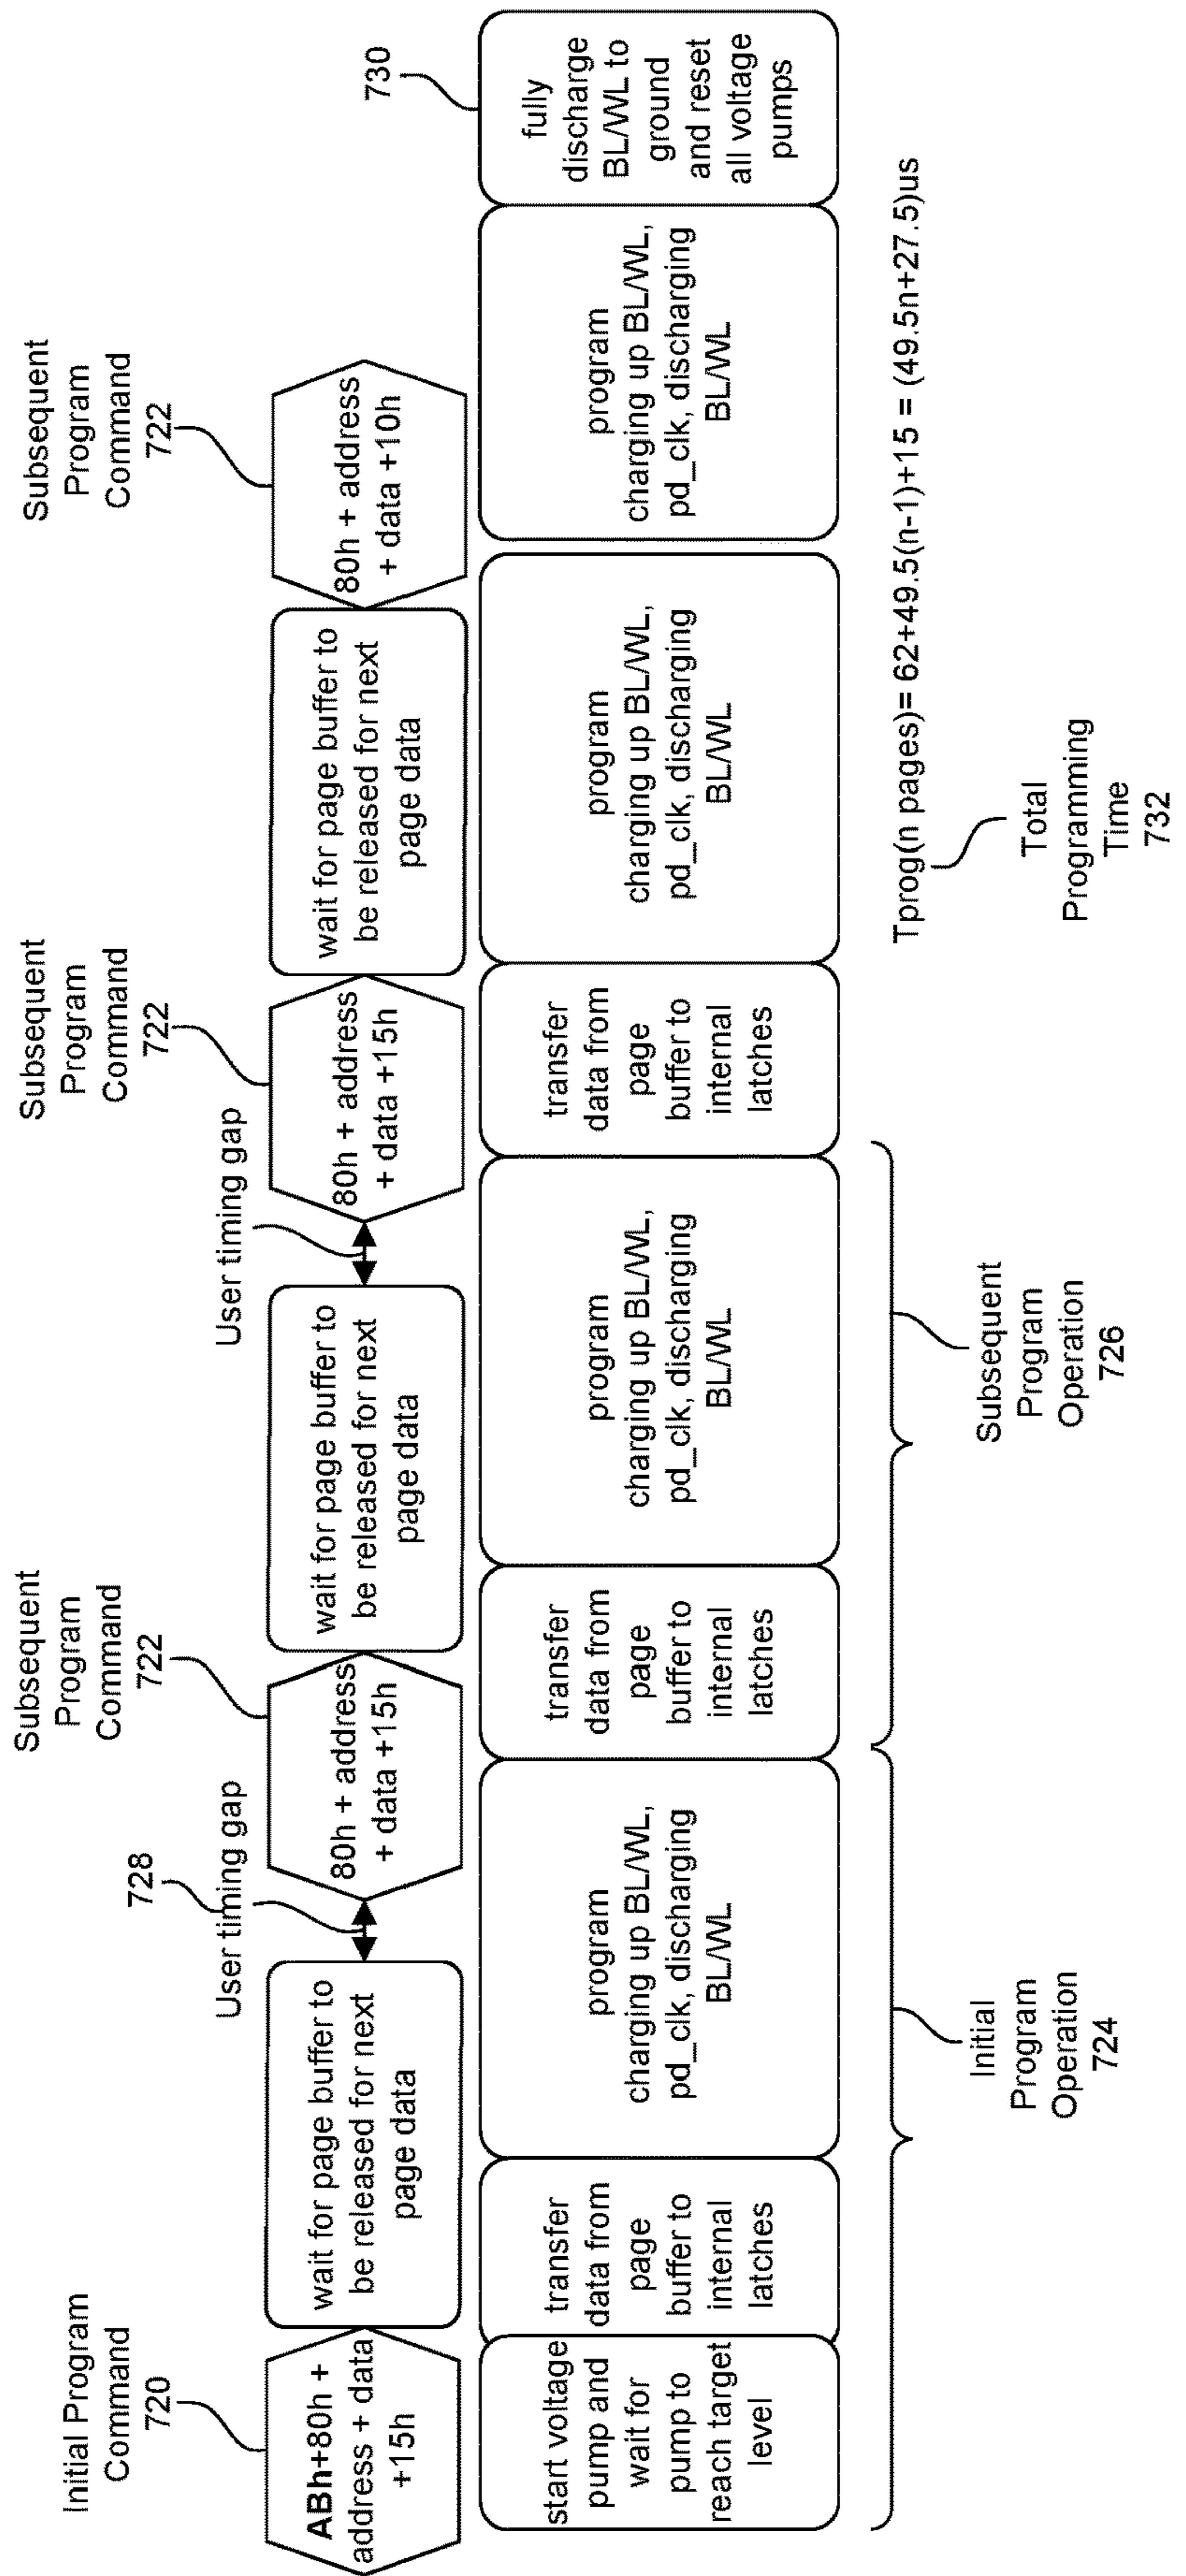 Initial Program
Command
720
ABh+80h +
address + data
+15h
wait for page buffer to
be released for next
page data
728
User timing gap
Subsequent
Program
Command
722
80h + address
+ data +15h
wait for page buffer to
be released for next
page data
User timing gap
Subsequent
Program
Command
722
80h + address
+ data +15h
wait for page buffer to
be released for next
page data
Subsequent
Program
Command
722
80h + address
+ data +10h
start voltage
pump and
wait for
pump to
reach target
level
transfer
data from
page
buffer to
internal
latches
program
charging up BL/WL,
pd_clk, discharging
BL/WL
transfer
data from
page
buffer to
internal
latches
program
charging up BL/WL,
pd_clk, discharging
BL/WL
transfer
data from
page
buffer to
internal
latches
program
charging up BL/WL,
pd_clk, discharging
BL/WL
program
charging up BL/WL,
pd_clk, discharging
BL/WL
730
fully
discharge
BL/WL to
ground
and reset
all voltage
pumps
Initial
Program
Operation
724
Subsequent
Program
Operation
726
Tprog(n pages)= 62+49.5(n-1)+15 = (49.5n+27.5)us
Total
Programming
Time
732